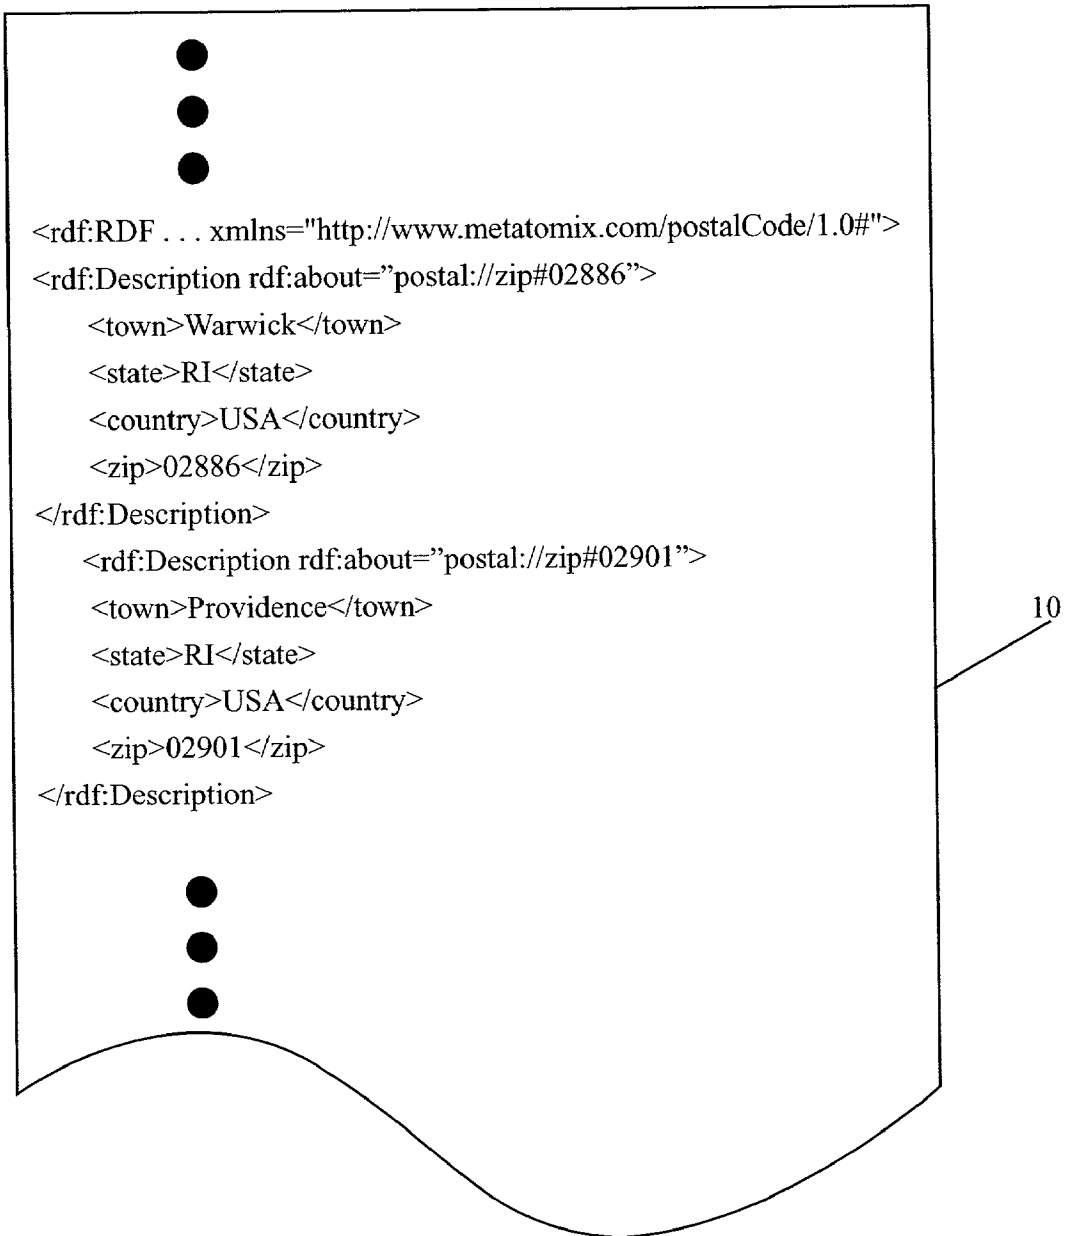 <rdf:RDF . . . xmlns="http://www.metatomix.com/postalCode/1.0#">
<rdf:Description rdf:about=”postal://zip#02886”>
<town>Warwick</town>
<state>RI</state>
<country>USA</country>
<zip>02886</zip>
</rdf:Description>
<rdf:Description rdf:about=”postal://zip#02901”>
<town>Providence</town>
<state>RI</state>
<country>USA</country>
<zip>02901</zip>
</rdf:Description>
10